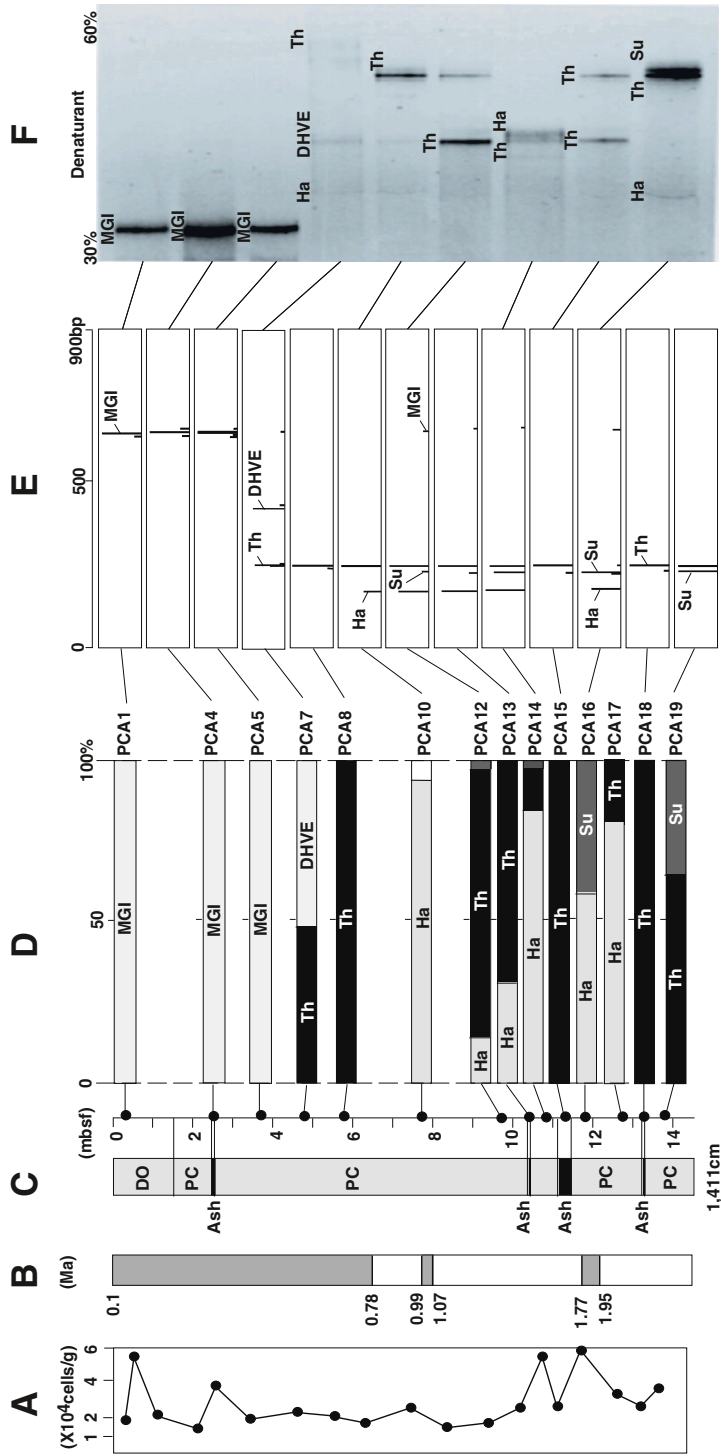 A
(X10⁴cells/g)
1
2
4
6
B
(Ma)
0.1
0.78
0.99
1.07
1.77
1.95
C
(mbsf)
0
2
4
6
8
10
12
14
DO
PC
Ash
PC
Ash
Ash
PC
Ash
PC
1,411cm
D
0
50
100%
MGI PCA1
MGI PCA4
MGI PCA5
Th DHVE PCA7
Th PCA8
Ha PCA10
Ha Th PCA12
Ha Th PCA13
Ha PCA14
Th PCA15
Ha Su PCA16
Ha Th PCA17
Th PCA18
Th Su PCA19
E
0
500
900bp
MGI
Th DHVE
Ha
Su MGI
Ha Su
Th
Su
F
Denaturant
30%
60%
MGI
MGI
MGI
Ha DHVE Th
Th
Th
Th Ha
Th Th
Ha Th Su